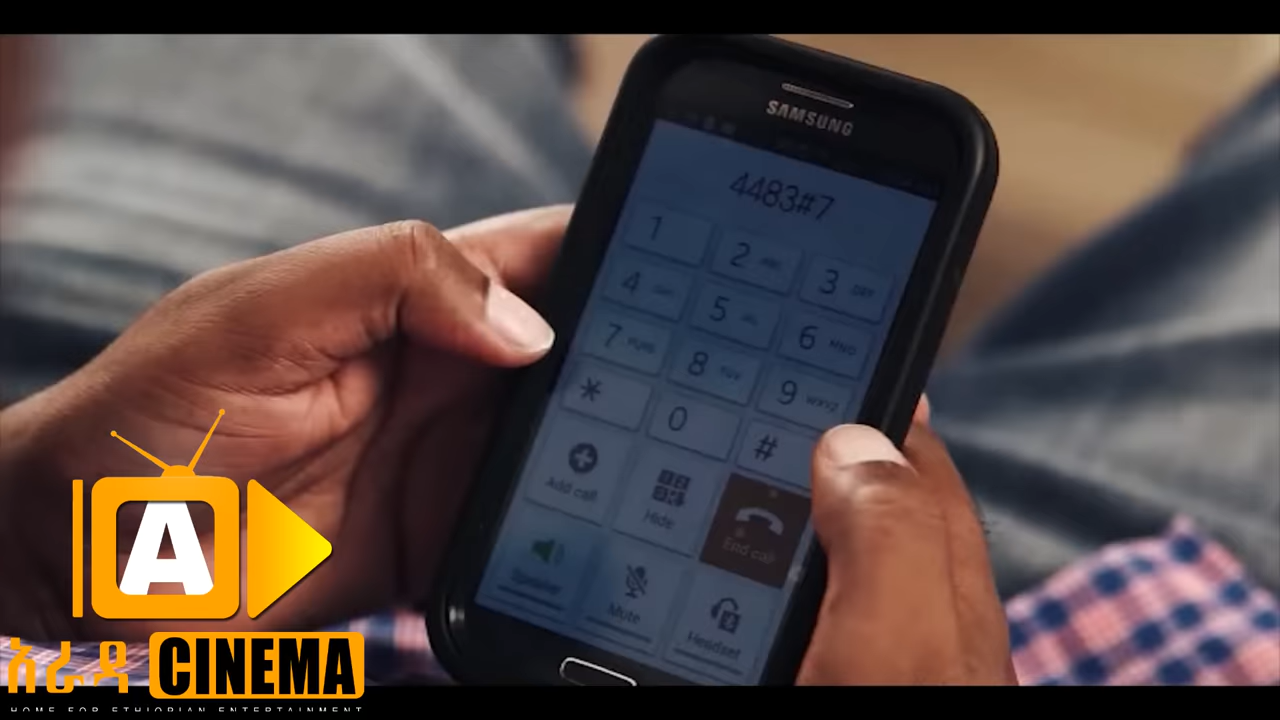 SAMSUNG
4483#7
1
2 ABC
3 DEF
4 GHI
5 JKL
6 MNO
7 PQRS
8 TUV
9 WXYZ
*
0
#
Add call
Hide
End call
Speaker
Mute
Headset
A
አራዳ CINEMA
HOME FOR ETHIOPIAN ENTERTAINMENT